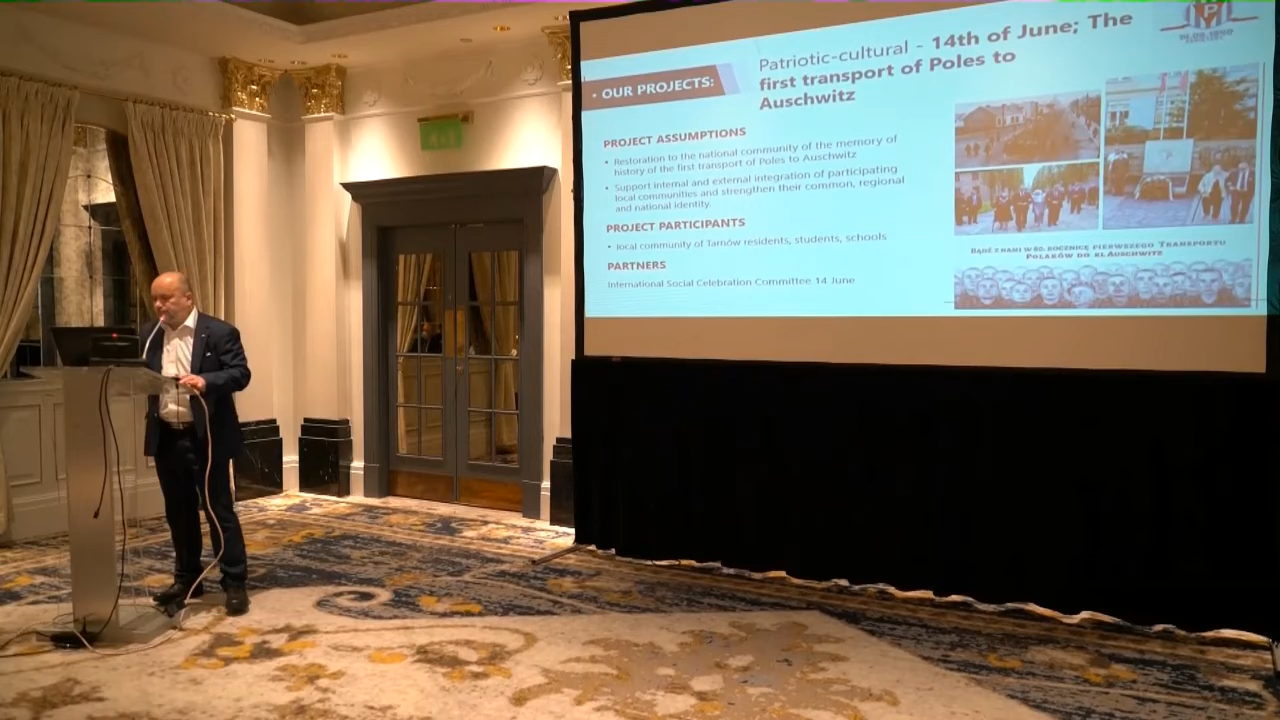 • OUR PROJECTS:
Patriotic-cultural - 14th of June; The
first transport of Poles to
Auschwitz
PROJECT ASSUMPTIONS
• Restoration to the national community of the memory of
history of the first transport of Poles to Auschwitz
• Support internal and external integration of participating
local communities and strengthen their common, regional
and national identity.
PROJECT PARTICIPANTS
• local community of Tarnów residents, students, schools
PARTNERS
International Social Celebration Committee 14 June
BĄDŹ Z NAMI W 80. ROCZNICĘ PIERWSZEGO TRANSPORTU
POLAKÓW DO KL AUSCHWITZ